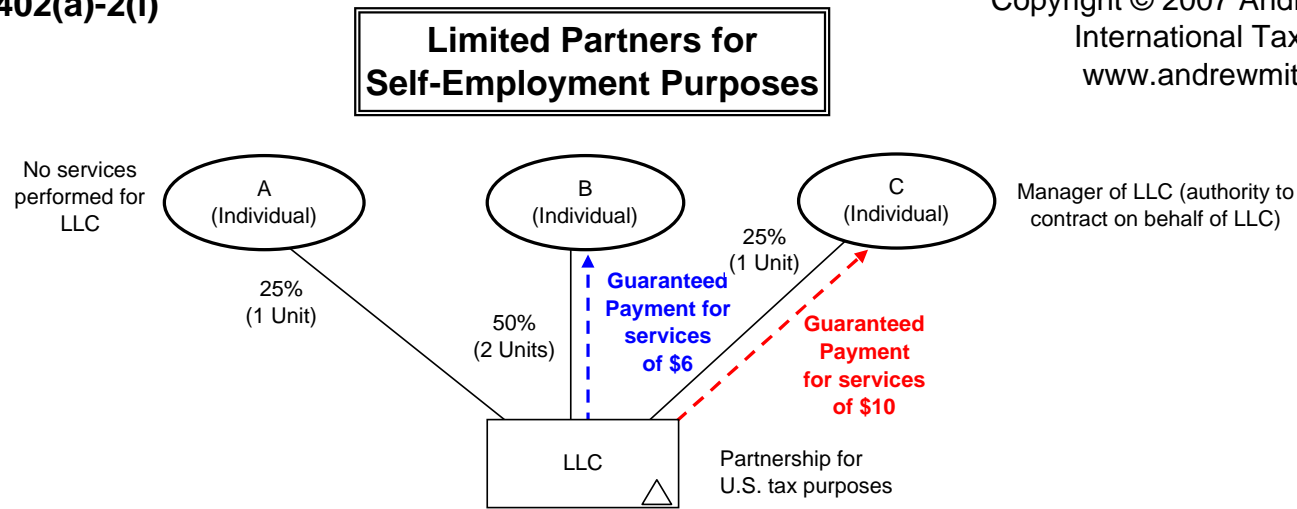 402(a)-2(i)
Copyright © 2007 And
International Tax
www.andrewmit
Limited Partners for
Self-Employment Purposes
No services
performed for
LLC
A
(Individual)
B
(Individual)
C
(Individual)
Manager of LLC (authority to
contract on behalf of LLC)
25%
(1 Unit)
50%
(2 Units)
Guaranteed
Payment for
services
of $6
25%
(1 Unit)
Guaranteed
Payment
for services
of $10
LLC
Partnership for
U.S. tax purposes